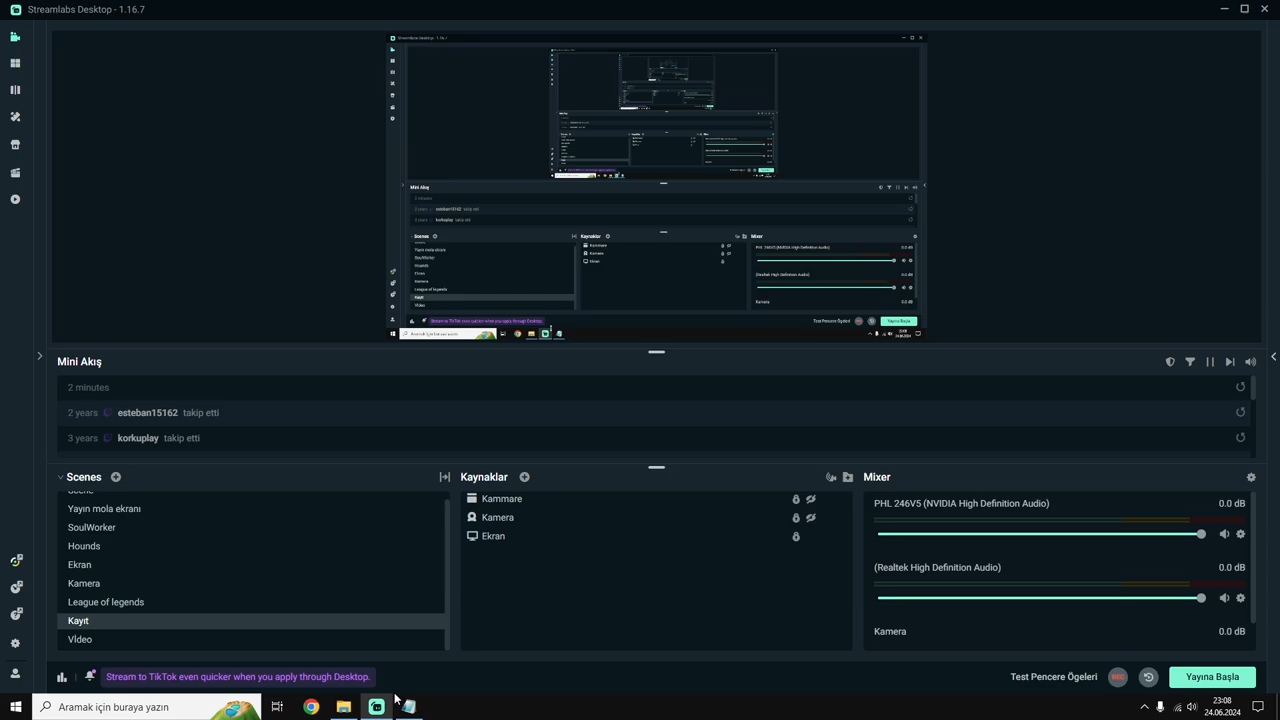 Streamlabs Desktop - 1.16.7
Mini Akış
2 minutes
2 years esteban15162 takip etti
3 years korkuplay takip etti
Scenes
Kaynaklar
Mixer
Scene
Yayın mola ekranı
SoulWorker
Hounds
Ekran
Kamera
League of legends
Kayıt
Vİdeo
Kammare
Kamera
Ekran
PHL 246V5 (NVIDIA High Definition Audio) 0.0 dB
(Realtek High Definition Audio) 0.0 dB
Kamera 0.0 dB
Stream to TikTok even quicker when you apply through Desktop.
Test Pencere Ögeleri
REC
Yayına Başla
Aramak için buraya yazın
23:08
24.06.2024